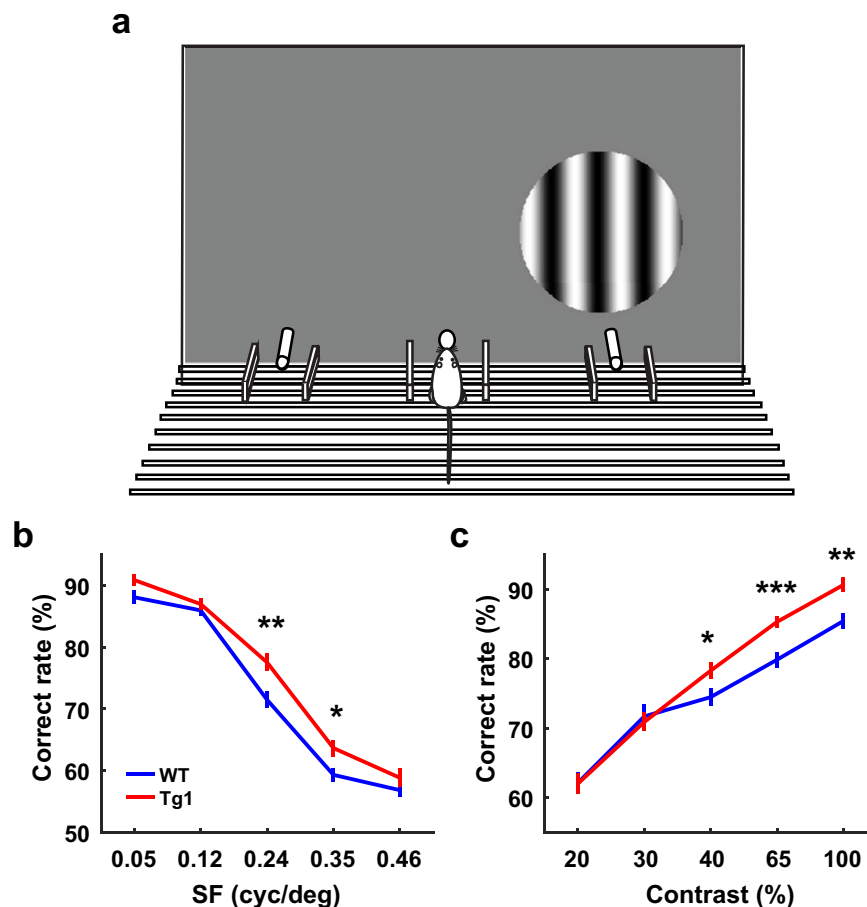 a
b
**
*
Correct rate (%)
90
80
70
60
50
WT
Tg1
0.05 0.12 0.24 0.35 0.46
SF (cyc/deg)
c
**
***
*
Correct rate (%)
90
80
70
60
20 30 40 65 100
Contrast (%)